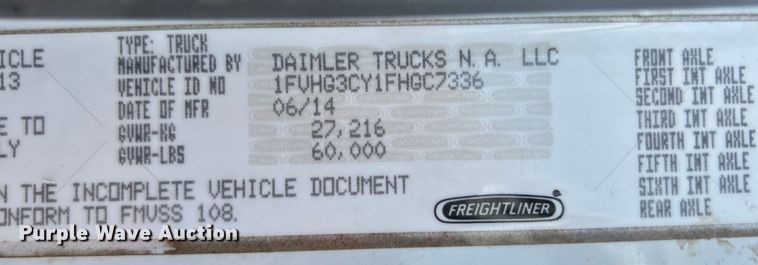 TYPE: TRUCK
ICLE MANUFACTURED BY DAIMLER TRUCKS N.A. LLC FRONT AXLE
13 VEHICLE ID NO 1FVHG3CY1FHGC7336 FIRST INT AXLE
DATE OF MFR 06/14 SECOND INT AXLE
E TO GVWR-KG 27,216 THIRD INT AXLE
LY GVWR-LBS 60,000 FOURTH INT AXLE
FIFTH INT AXLE
N THE INCOMPLETE VEHICLE DOCUMENT SIXTH INT AXLE
CONFORM TO FMVSS 108. FREIGHTLINER ® REAR AXLE
Purple Wave Auction